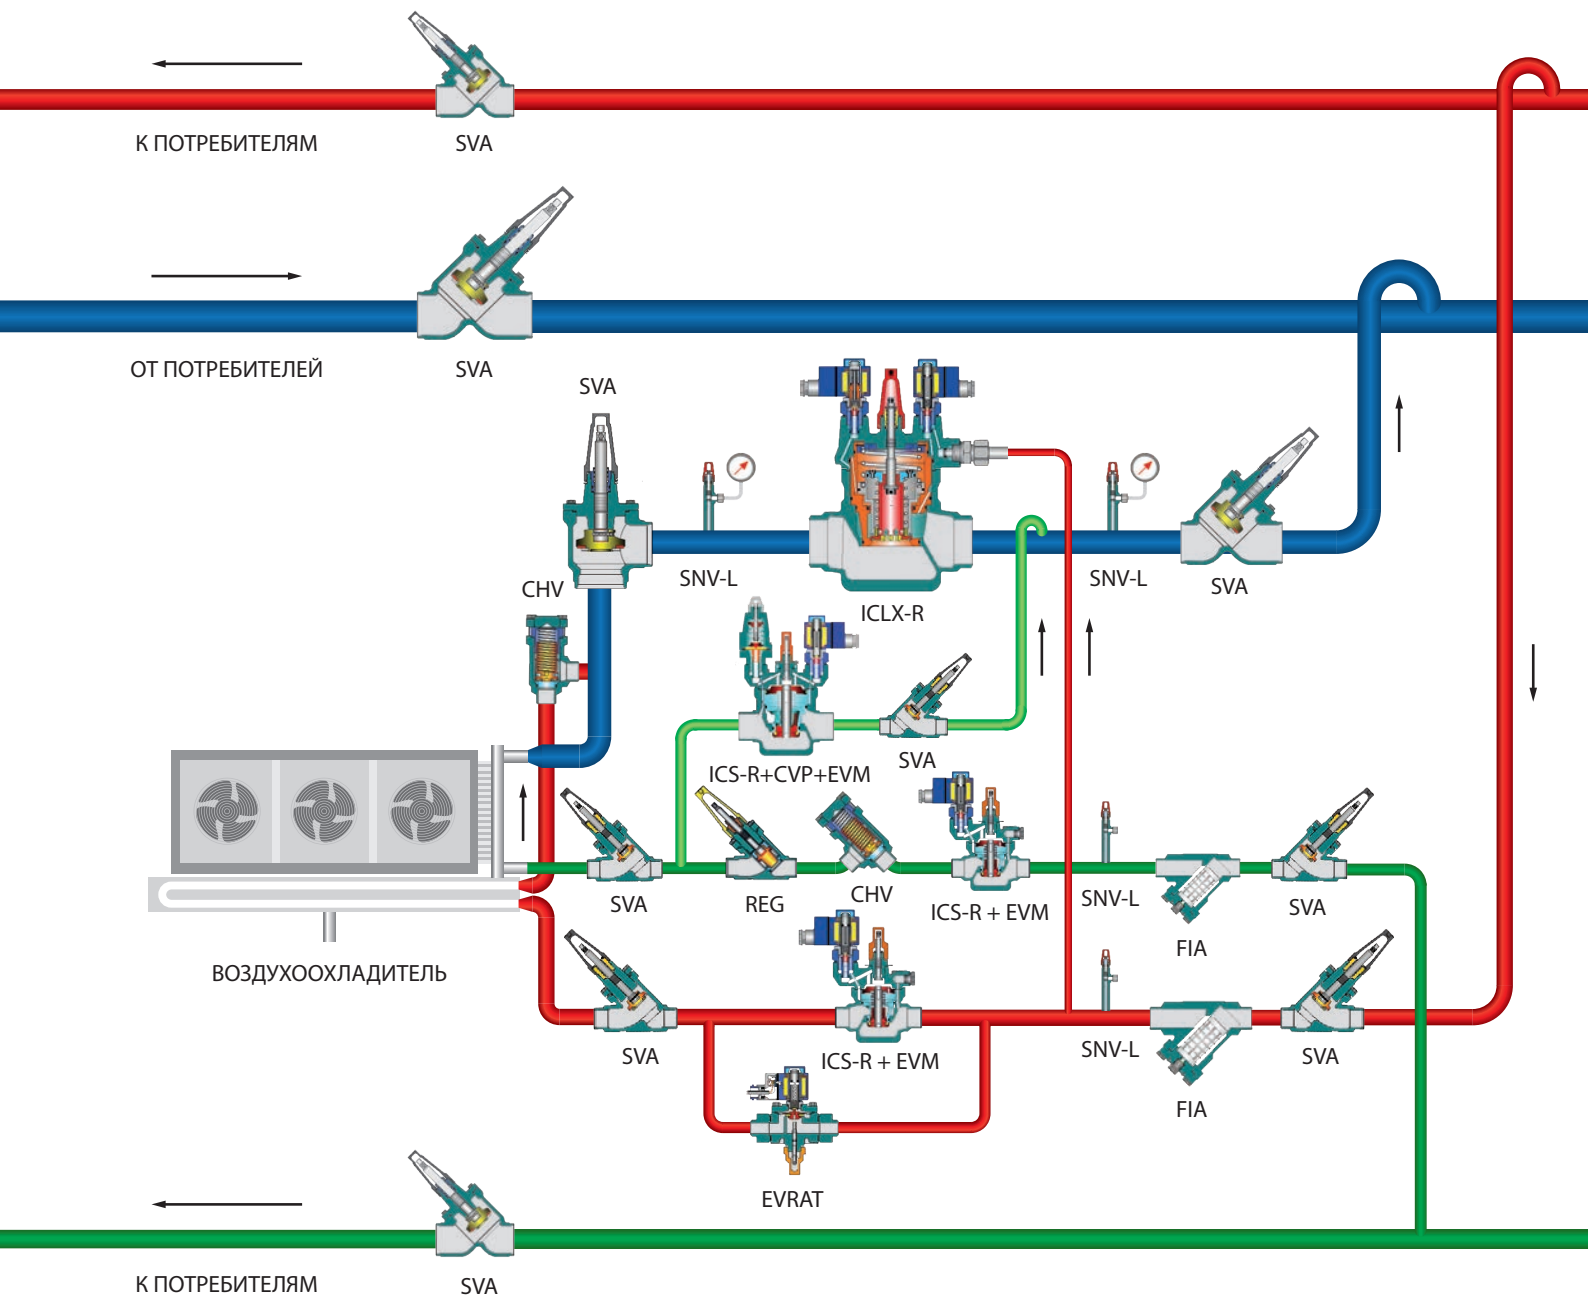 К ПОТРЕБИТЕЛЯМ
SVA
ОТ ПОТРЕБИТЕЛЕЙ
SVA
SVA
SNV-L
ICLX-R
SNV-L
SVA
CHV
ICS-R+CVP+EVM
SVA
SVA
REG
CHV
ICS-R + EVM
SNV-L
FIA
SVA
ВОЗДУХООХЛАДИТЕЛЬ
SVA
ICS-R + EVM
SNV-L
FIA
SVA
EVRAT
К ПОТРЕБИТЕЛЯМ
SVA